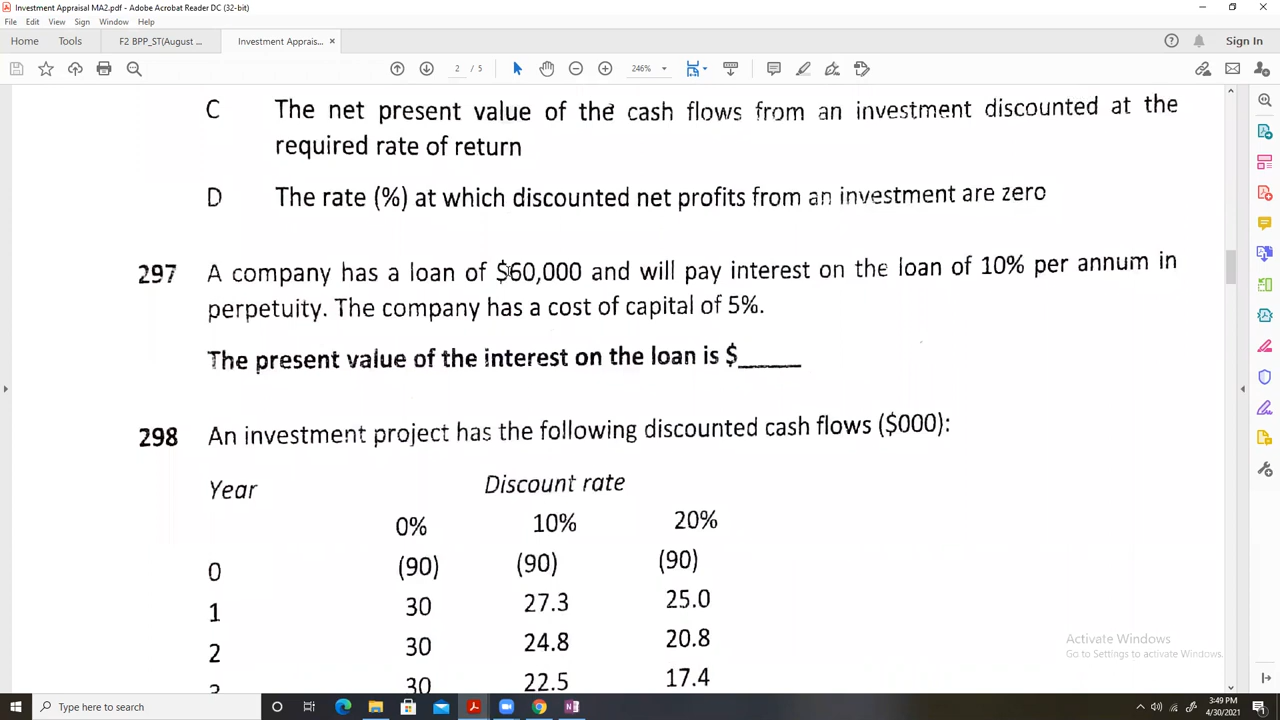 Investment Appraisal MA2.pdf - Adobe Acrobat Reader DC (32-bit)
File Edit View Sign Window Help
Home Tools F2 BPP_ST(August ... Investment Apprais... × Sign In
2 / 5 246%
C The net present value of the cash flows from an investment discounted at the
required rate of return
D The rate (%) at which discounted net profits from an investment are zero
297 A company has a loan of $60,000 and will pay interest on the loan of 10% per annum in
perpetuity. The company has a cost of capital of 5%.
The present value of the interest on the loan is $_____
298 An investment project has the following discounted cash flows ($000):
Year Discount rate
0% 10% 20%
0 (90) (90) (90)
1 30 27.3 25.0
2 30 24.8 20.8
3 30 22.5 17.4
Activate Windows
Go to Settings to activate Windows.
Type here to search
3:49 PM
4/30/2021